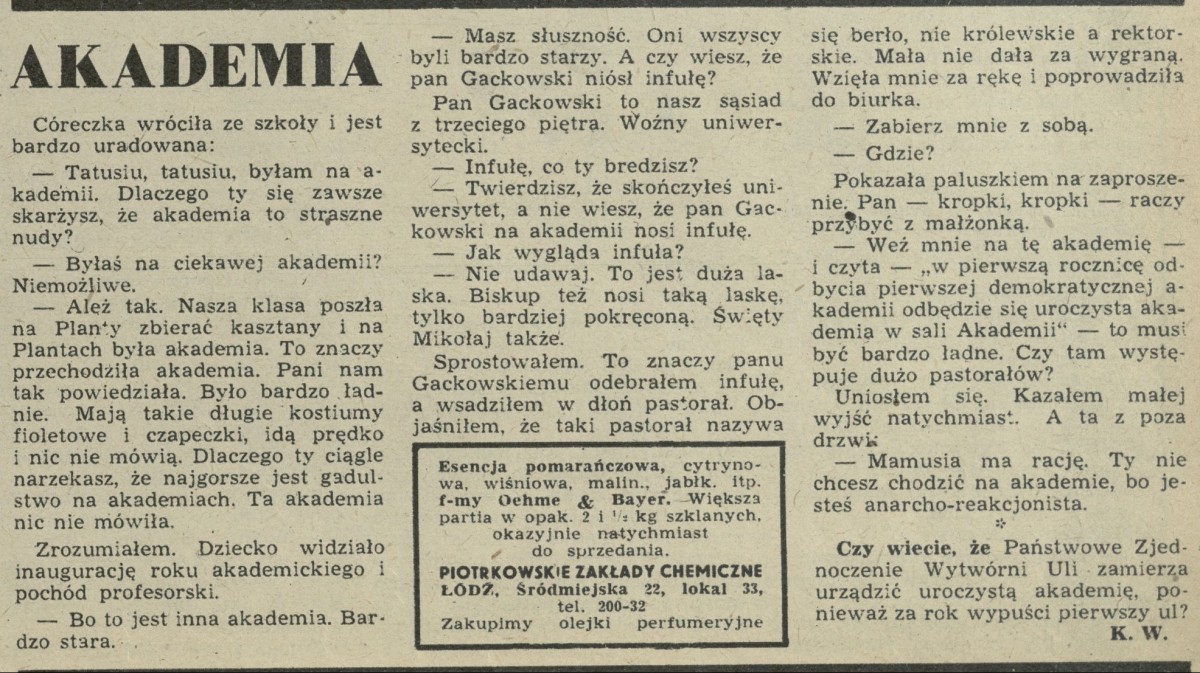 AKADEMIA
Córeczka wróciła ze szkoły i jest
bardzo uradowana:
— Tatusiu, tatusiu, byłam na a-
kademii. Dlaczego ty się zawsze
skarżysz, że akademia to straszne
nudy?
— Byłaś na ciekawej akademii?
Niemożliwe.
— Ależ tak. Nasza klasa poszła
na Planty zbierać kasztany i na
Plantach była akademia. To znaczy
przechodziła akademia. Pani nam
tak powiedziała. Było bardzo ład-
nie. Mają takie długie kostiumy
fioletowe i czapeczki, idą prędko
i nic nie mówią. Dlaczego ty ciągle
narzekasz, że najgorsze jest gadul-
stwo na akademiach. Ta akademia
nic nie mówiła.
Zrozumiałem. Dziecko widziało
inaugurację roku akademickiego i
pochód profesorski.
— Bo to jest inna akademia. Bar-
dzo stara.
— Masz słuszność. Oni wszyscy
byli bardzo starzy. A czy wiesz, że
pan Gackowski niósł infułę?
Pan Gackowski to nasz sąsiad
z trzeciego piętra. Woźny uniwer-
sytecki.
— Infułę, co ty bredzisz?
— Twierdzisz, że skończyłeś uni-
wersytet, a nie wiesz, że pan Gac-
kowski na akademii nosi infułę.
— Jak wygląda infuła?
— Nie udawaj. To jest duża la-
ska. Biskup też nosi taką laskę,
tylko bardziej pokręconą. Święty
Mikołaj także.
Sprostowałem. To znaczy panu
Gackowskiemu odebrałem infułę,
a wsadziłem w dłoń pastorał. Ob-
jaśniłem, że taki pastorał nazywa
Esencja pomarańczowa, cytryno-
wa, wiśniowa, malin., jabłk. itp.
f-my Oehme & Bayer. Większa
partia w opak. 2 i ½ kg szklanych,
okazyjnie natychmiast
do sprzedania.
PIOTRKOWSKIE ZAKŁADY CHEMICZNE
ŁÓDŹ, Śródmiejska 22, lokal 33,
tel. 200-32
Zakupimy olejki perfumeryjne
się berło, nie królewskie a rektor-
skie. Mała nie dała za wygraną.
Wzięła mnie za rękę i poprowadziła
do biurka.
— Zabierz mnie z sobą.
— Gdzie?
Pokazała paluszkiem na zaprosze-
nie. Pan — kropki, kropki — raczy
przybyć z małżonką.
— Weź mnie na tę akademię —
i czyta — „w pierwszą rocznicę od-
bycia pierwszej demokratycznej a-
kademii odbędzie się uroczysta aka-
demia w sali Akademii“ — to musi
być bardzo ładne. Czy tam wystę-
puje dużo pastorałów?
Uniosłem się. Kazałem małej
wyjść natychmiast. A ta z poza
drzwi:
— Mamusia ma rację. Ty nie
chcesz chodzić na akademie, bo je-
steś anarcho-reakcjonista.
*
Czy wiecie, że Państwowe Zjed-
noczenie Wytwórni Uli zamierza
urządzić uroczystą akademię, po-
nieważ za rok wypuści pierwszy ul?
K. W.